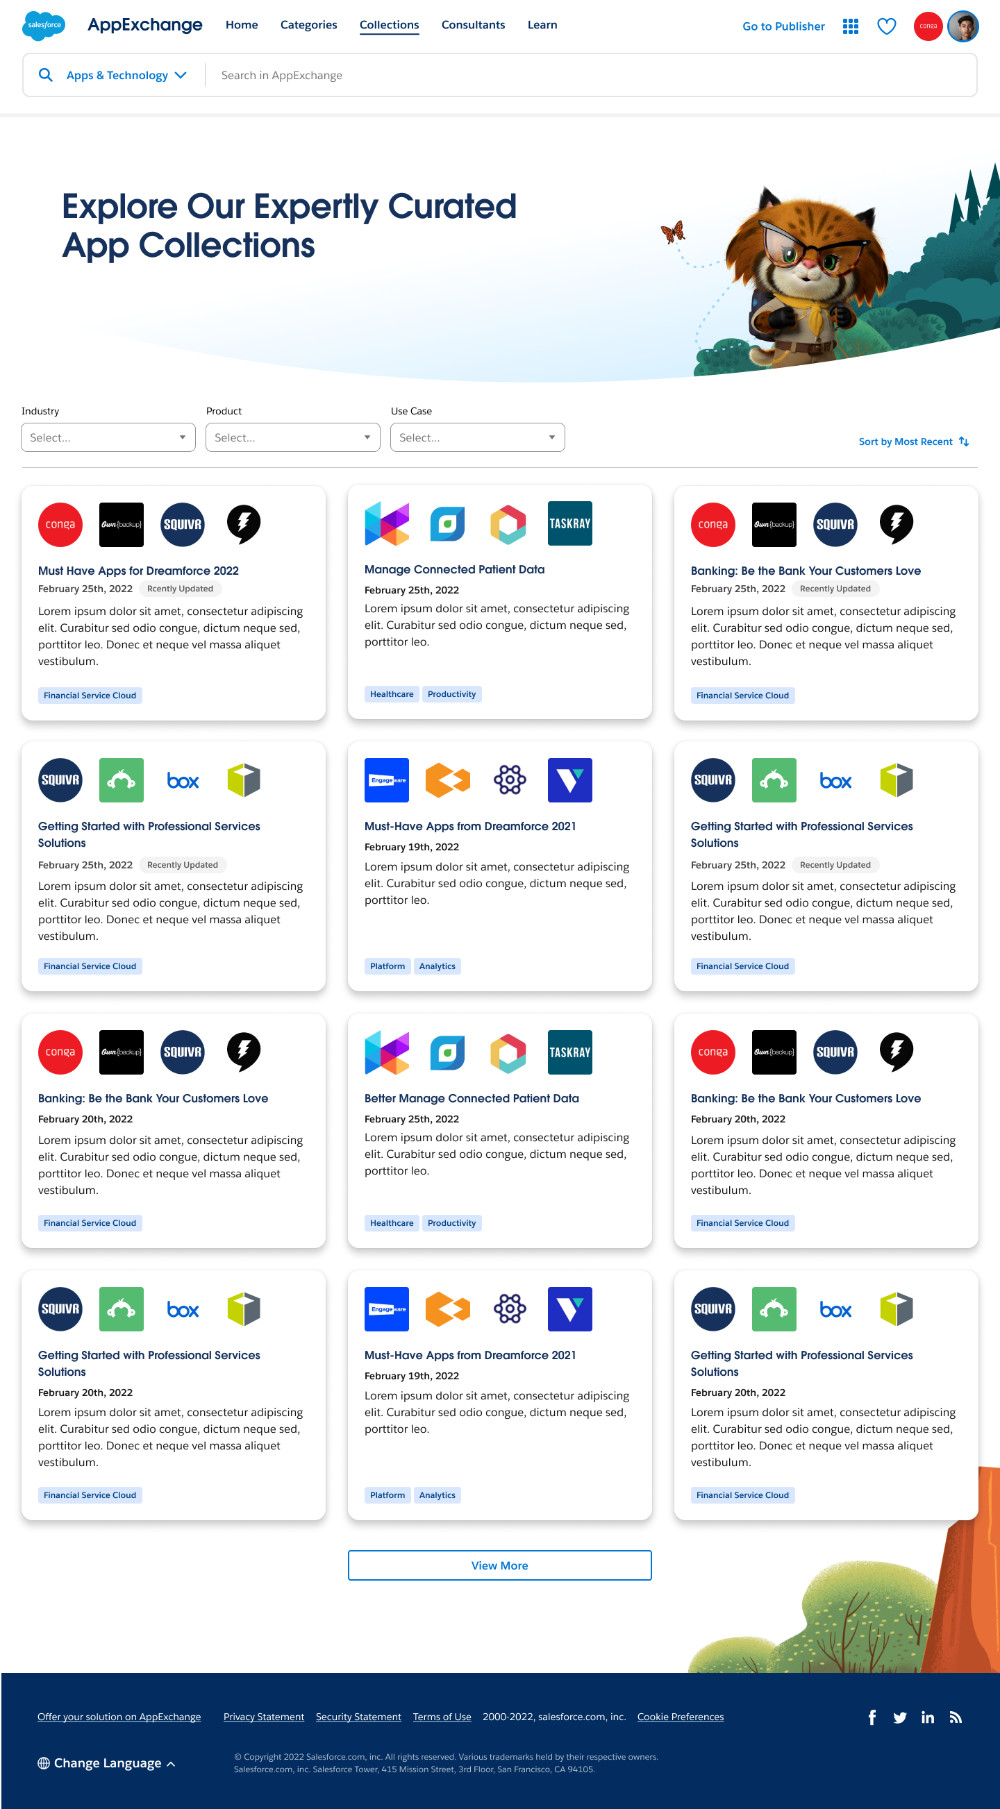 salesforce
AppExchange
Home
Categories
Collections
Consultants
Learn
Go to Publisher
conga
Apps & Technology
Search in AppExchange
Explore Our Expertly Curated
App Collections
Industry
Product
Use Case
Select...
Select...
Select...
Sort by Most Recent
conga
Own{backup}
SQUIVR
Must Have Apps for Dreamforce 2022
February 25th, 2022
Rcently Updated
Lorem ipsum dolor sit amet, consectetur adipiscing
elit. Curabitur sed odio congue, dictum neque sed,
porttitor leo. Donec et neque vel massa aliquet
vestibulum.
Financial Service Cloud
TASKRAY
Manage Connected Patient Data
February 25th, 2022
Lorem ipsum dolor sit amet, consectetur adipiscing
elit. Curabitur sed odio congue, dictum neque sed,
porttitor leo.
Healthcare
Productivity
conga
Own{backup}
SQUIVR
Banking: Be the Bank Your Customers Love
February 25th, 2022
Recently Updated
Lorem ipsum dolor sit amet, consectetur adipiscing
elit. Curabitur sed odio congue, dictum neque sed,
porttitor leo. Donec et neque vel massa aliquet
vestibulum.
Financial Service Cloud
SQUIVR
box
Getting Started with Professional Services
Solutions
February 25th, 2022
Recently Updated
Lorem ipsum dolor sit amet, consectetur adipiscing
elit. Curabitur sed odio congue, dictum neque sed,
porttitor leo. Donec et neque vel massa aliquet
vestibulum.
Financial Service Cloud
Engageware
Must-Have Apps from Dreamforce 2021
February 19th, 2022
Lorem ipsum dolor sit amet, consectetur adipiscing
elit. Curabitur sed odio congue, dictum neque sed,
porttitor leo.
Platform
Analytics
SQUIVR
box
Getting Started with Professional Services
Solutions
February 25th, 2022
Recently Updated
Lorem ipsum dolor sit amet, consectetur adipiscing
elit. Curabitur sed odio congue, dictum neque sed,
porttitor leo. Donec et neque vel massa aliquet
vestibulum.
Financial Service Cloud
conga
Own{backup}
SQUIVR
Banking: Be the Bank Your Customers Love
February 20th, 2022
Lorem ipsum dolor sit amet, consectetur adipiscing
elit. Curabitur sed odio congue, dictum neque sed,
porttitor leo. Donec et neque vel massa aliquet
vestibulum.
Financial Service Cloud
TASKRAY
Better Manage Connected Patient Data
February 25th, 2022
Lorem ipsum dolor sit amet, consectetur adipiscing
elit. Curabitur sed odio congue, dictum neque sed,
porttitor leo.
Healthcare
Productivity
conga
Own{backup}
SQUIVR
Banking: Be the Bank Your Customers Love
February 20th, 2022
Lorem ipsum dolor sit amet, consectetur adipiscing
elit. Curabitur sed odio congue, dictum neque sed,
porttitor leo. Donec et neque vel massa aliquet
vestibulum.
Financial Service Cloud
SQUIVR
box
Getting Started with Professional Services
Solutions
February 20th, 2022
Lorem ipsum dolor sit amet, consectetur adipiscing
elit. Curabitur sed odio congue, dictum neque sed,
porttitor leo. Donec et neque vel massa aliquet
vestibulum.
Financial Service Cloud
Engageware
Must-Have Apps from Dreamforce 2021
February 19th, 2022
Lorem ipsum dolor sit amet, consectetur adipiscing
elit. Curabitur sed odio congue, dictum neque sed,
porttitor leo.
Platform
Analytics
SQUIVR
box
Getting Started with Professional Services
Solutions
February 20th, 2022
Lorem ipsum dolor sit amet, consectetur adipiscing
elit. Curabitur sed odio congue, dictum neque sed,
porttitor leo. Donec et neque vel massa aliquet
vestibulum.
Financial Service Cloud
View More
Offer your solution on AppExchange
Privacy Statement
Security Statement
Terms of Use
2000-2022, salesforce.com, inc.
Cookie Preferences
Change Language
© Copyright 2022 Salesforce.com, inc. All rights reserved. Various trademarks held by their respective owners.
Salesforce.com, inc. Salesforce Tower, 415 Mission Street, 3rd Floor, San Francisco, CA 94105.